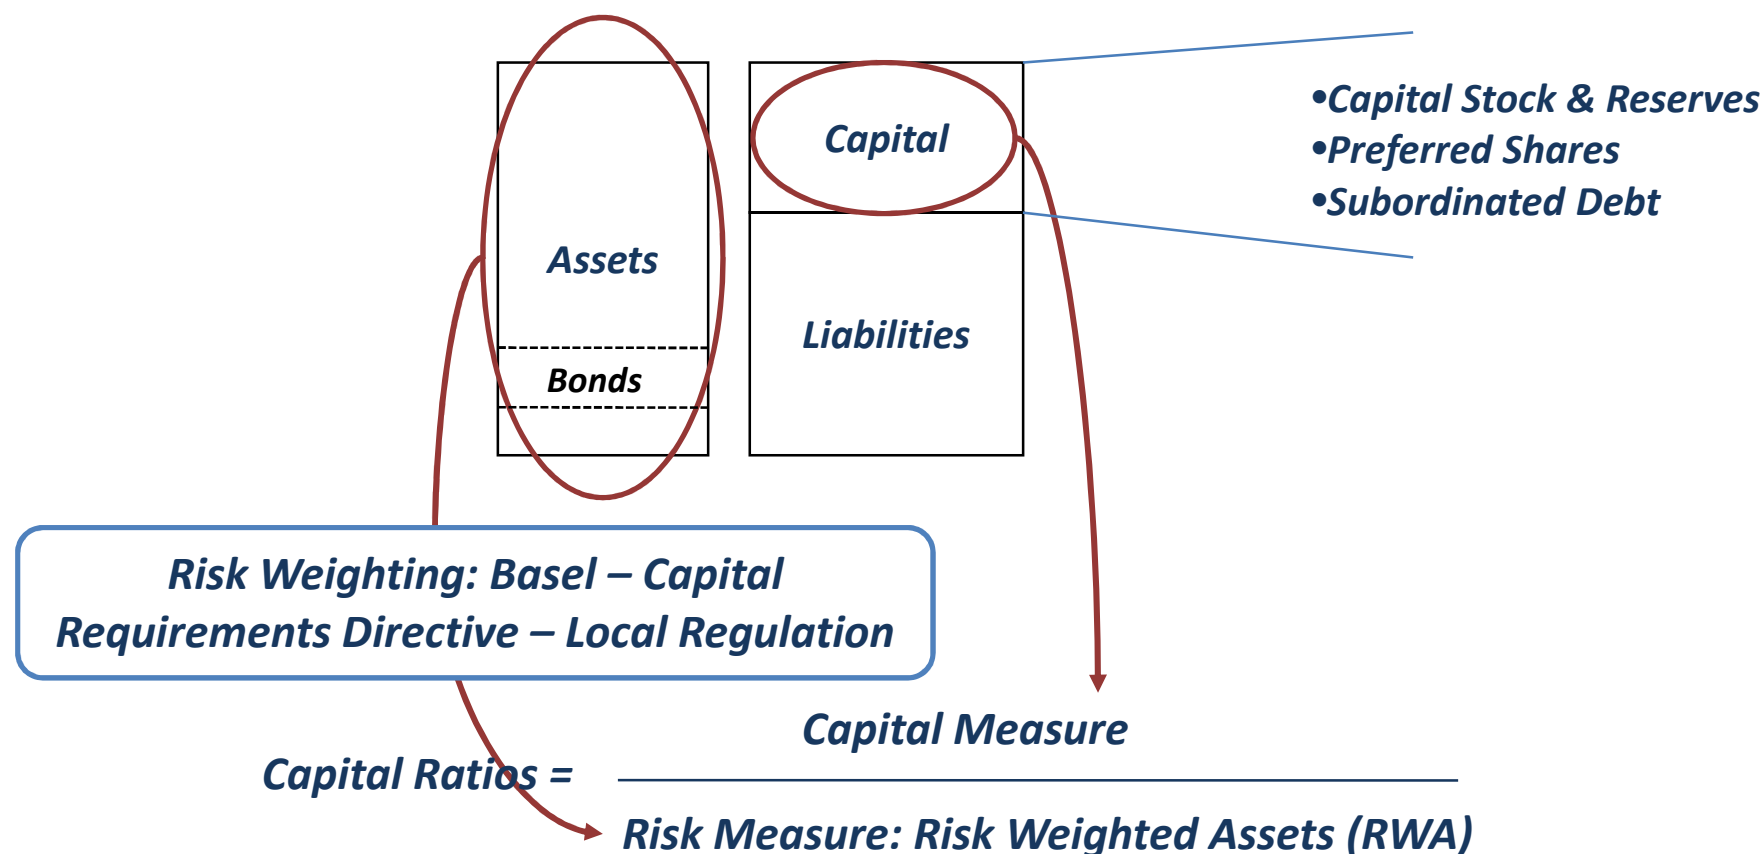 Capital
•Capital Stock & Reserves
•Preferred Shares
•Subordinated Debt
Assets
Liabilities
Bonds
Risk Weighting: Basel – Capital
Requirements Directive – Local Regulation
Capital Measure
Capital Ratios =
Risk Measure: Risk Weighted Assets (RWA)